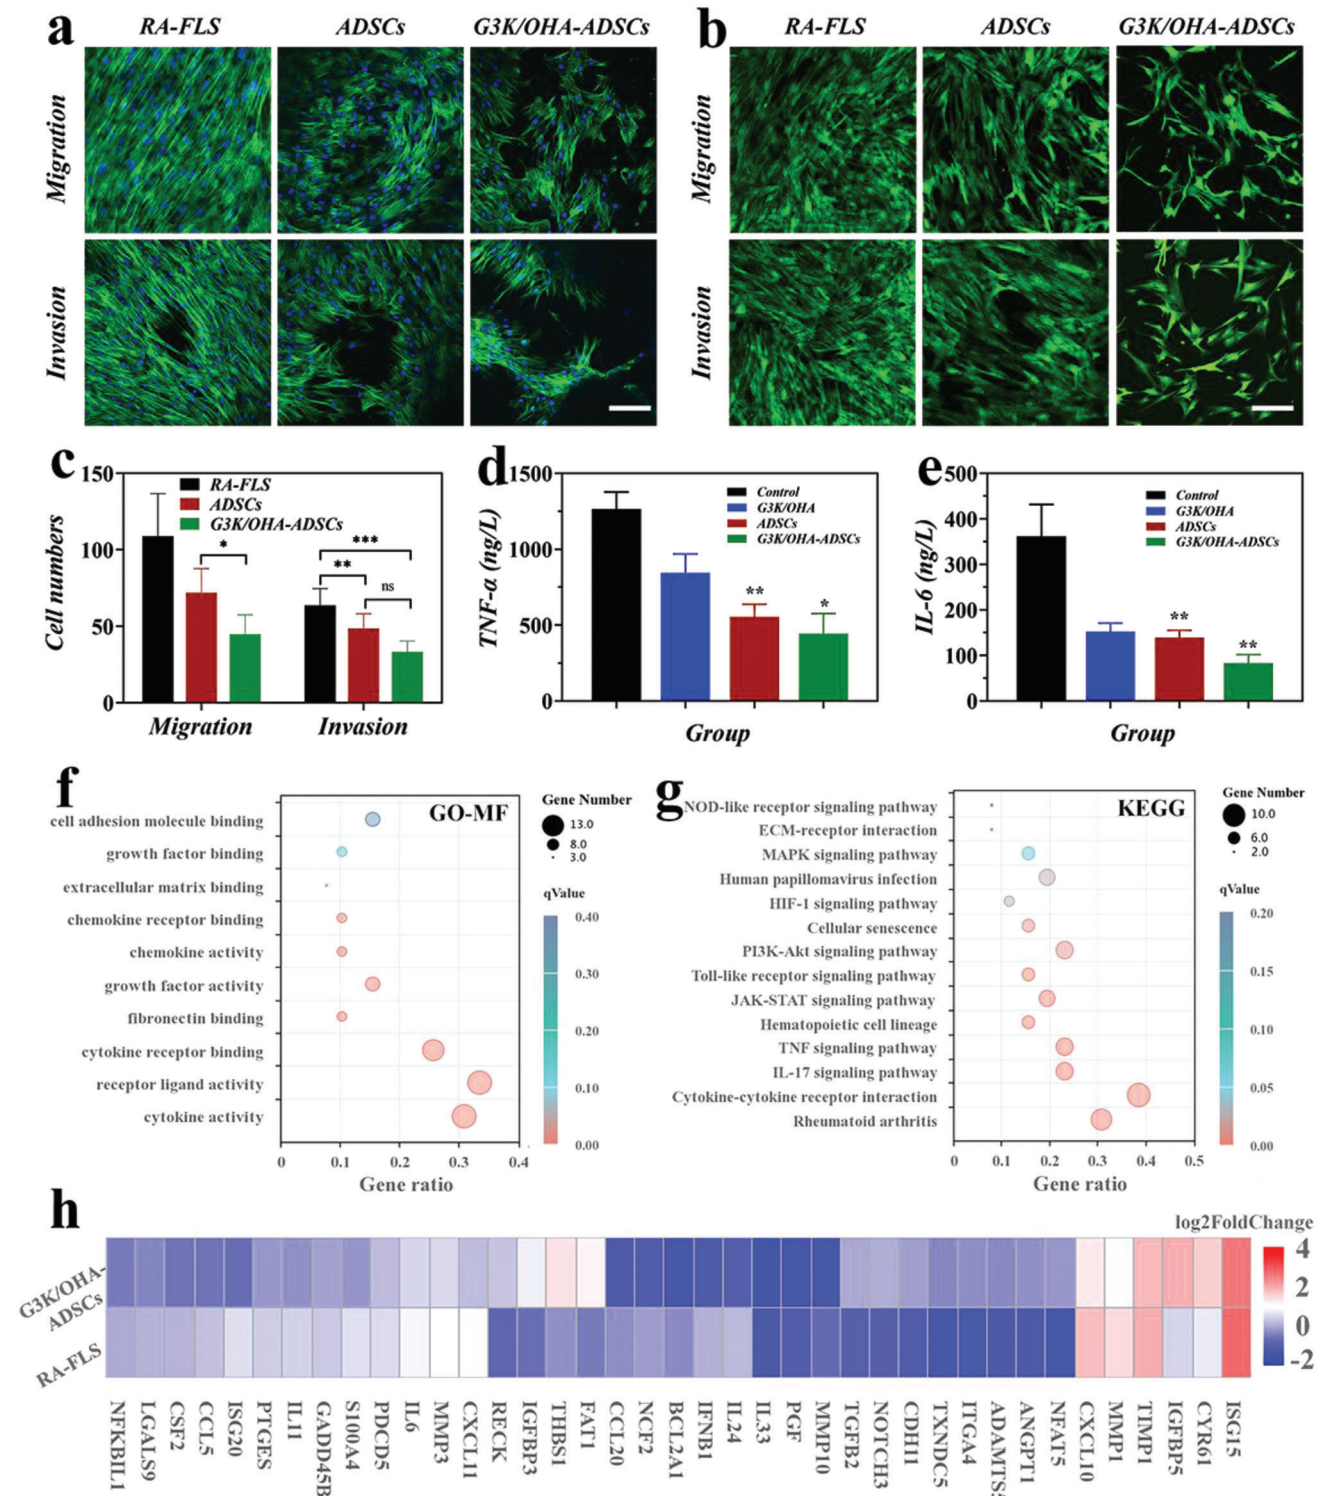 a
RA-FLS
ADSCs
G3K/OHA-ADSCs
Migration
Invasion
b
RA-FLS
ADSCs
G3K/OHA-ADSCs
Migration
Invasion
c
Cell numbers
150
100
50
0
RA-FLS
ADSCs
G3K/OHA-ADSCs
*
***
**
ns
Migration
Invasion
d
TNF-α (ng/L)
1500
1000
500
0
Control
G3K/OHA
ADSCs
G3K/OHA-ADSCs
**
*
Group
e
IL-6 (ng/L)
500
400
300
200
100
0
Control
G3K/OHA
ADSCs
G3K/OHA-ADSCs
**
**
Group
f
GO-MF
cell adhesion molecule binding
growth factor binding
extracellular matrix binding
chemokine receptor binding
chemokine activity
growth factor activity
fibronectin binding
cytokine receptor binding
receptor ligand activity
cytokine activity
0 0.1 0.2 0.3 0.4
Gene ratio
Gene Number
13.0
8.0
3.0
qValue
0.40
0.30
0.20
0.10
0.00
g
KEGG
NOD-like receptor signaling pathway
ECM-receptor interaction
MAPK signaling pathway
Human papillomavirus infection
HIF-1 signaling pathway
Cellular senescence
PI3K-Akt signaling pathway
Toll-like receptor signaling pathway
JAK-STAT signaling pathway
Hematopoietic cell lineage
TNF signaling pathway
IL-17 signaling pathway
Cytokine-cytokine receptor interaction
Rheumatoid arthritis
0 0.1 0.2 0.3 0.4 0.5
Gene ratio
Gene Number
10.0
6.0
2.0
qValue
0.20
0.15
0.10
0.05
0.00
h
log2FoldChange
4
2
0
-2
G3K/OHA-
ADSCs
RA-FLS
NFKBIL1
LGALS9
CSF2
CCL5
ISG20
PTGES
IL11
GADD45B
S100A4
PDCD5
IL6
MMP3
CXCL11
RECK
IGFBP3
THBS1
FAT1
CCL20
NCF2
BCL2A1
IFNB1
IL24
IL33
PGF
MMP10
TGFB2
NOTCH3
CDH11
TXNDC5
ITGA4
ANGPT1
NFAT5
CXCL10
MMP1
TIMP1
IGFBP5
CYR61
ISG15